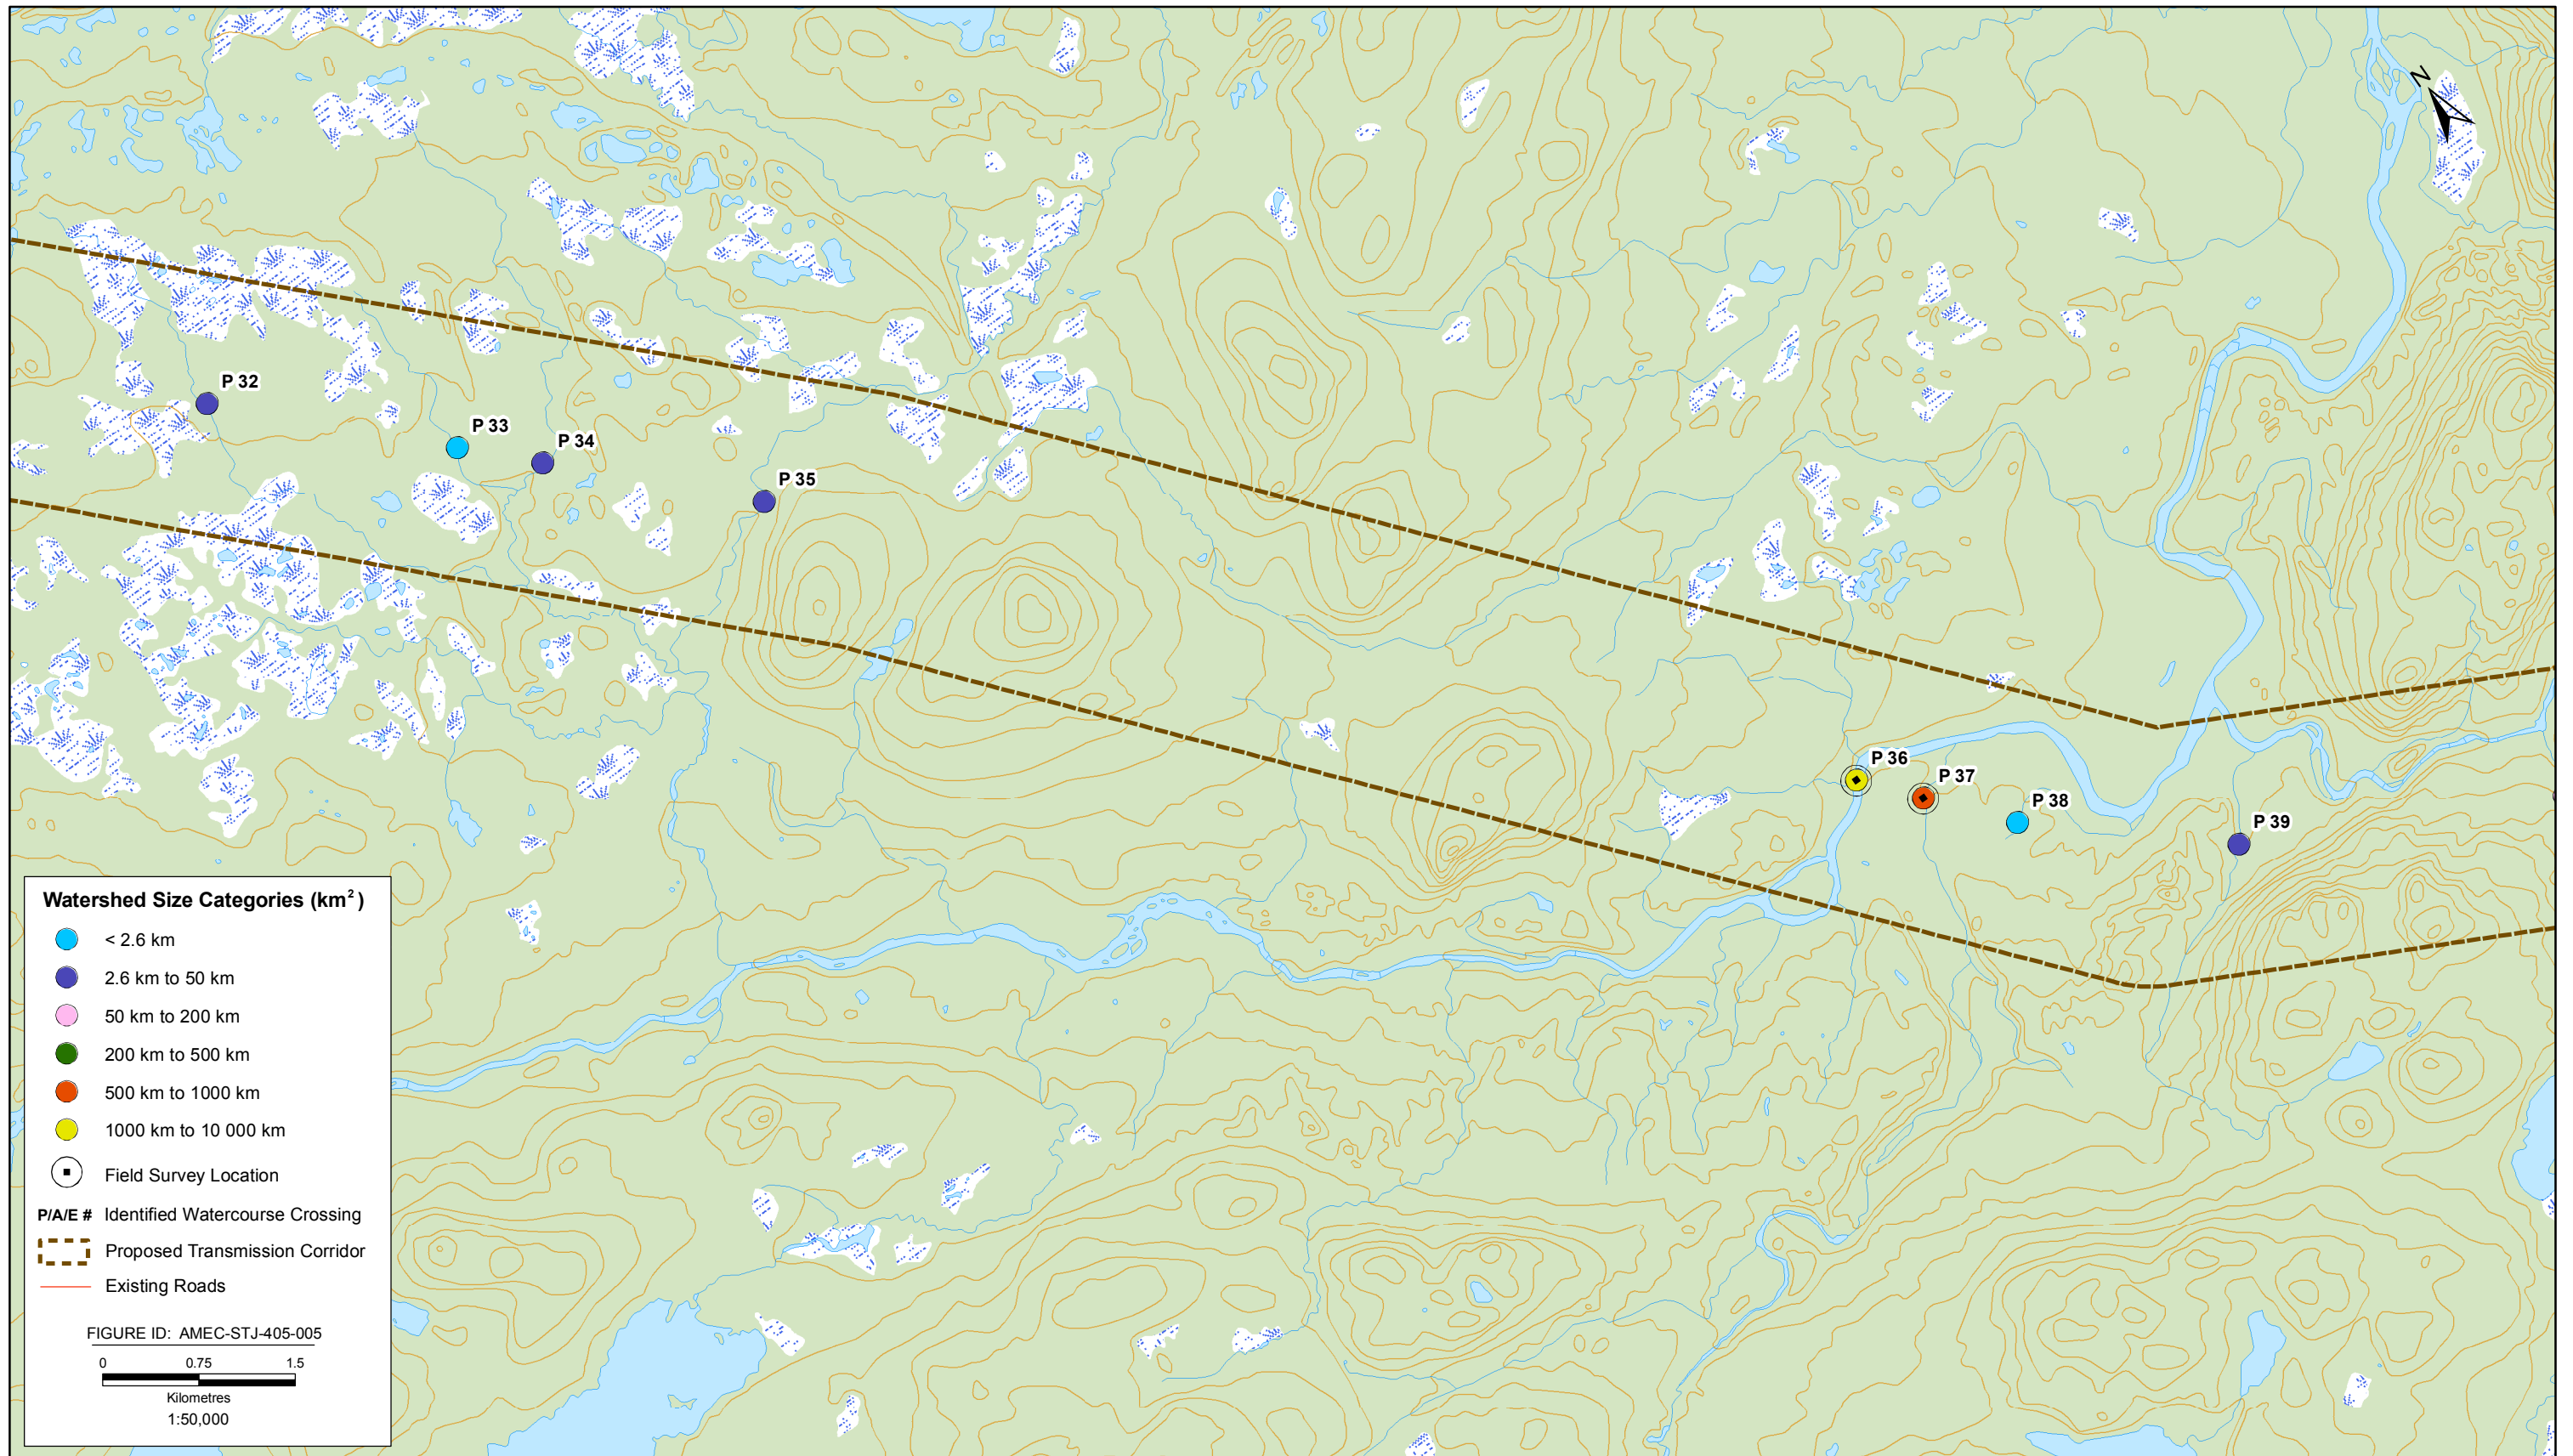 N
P 32
P 33
P 34
P 35
P 36
P 37
P 38
P 39
Watershed Size Categories (km²)
< 2.6 km
2.6 km to 50 km
50 km to 200 km
200 km to 500 km
500 km to 1000 km
1000 km to 10 000 km
Field Survey Location
P/A/E # Identified Watercourse Crossing
Proposed Transmission Corridor
Existing Roads
FIGURE ID: AMEC-STJ-405-005
0 0.75 1.5
Kilometres
1:50,000